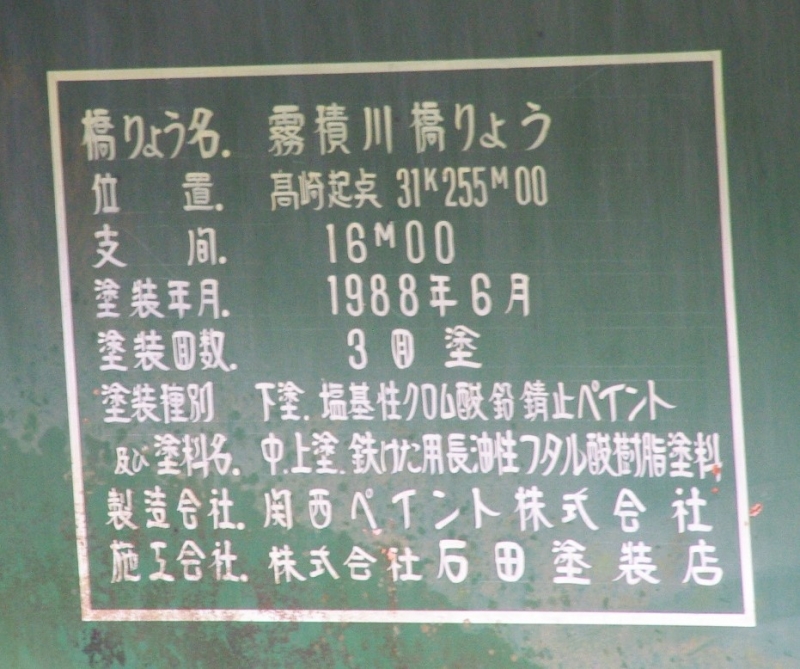 橋りょう名. 霧積川橋りょう
位置. 高崎起点 31K255M00
支間. 16M00
塗装年月. 1988年6月
塗装回数. 3回塗
塗装種別 下塗. 塩基性クロム酸鉛錆止ペイント
及び塗料名. 中.上塗. 鉄けた用長油性フタル酸樹脂塗料
製造会社. 関西ペイント株式会社
施工会社. 株式会社石田塗装店